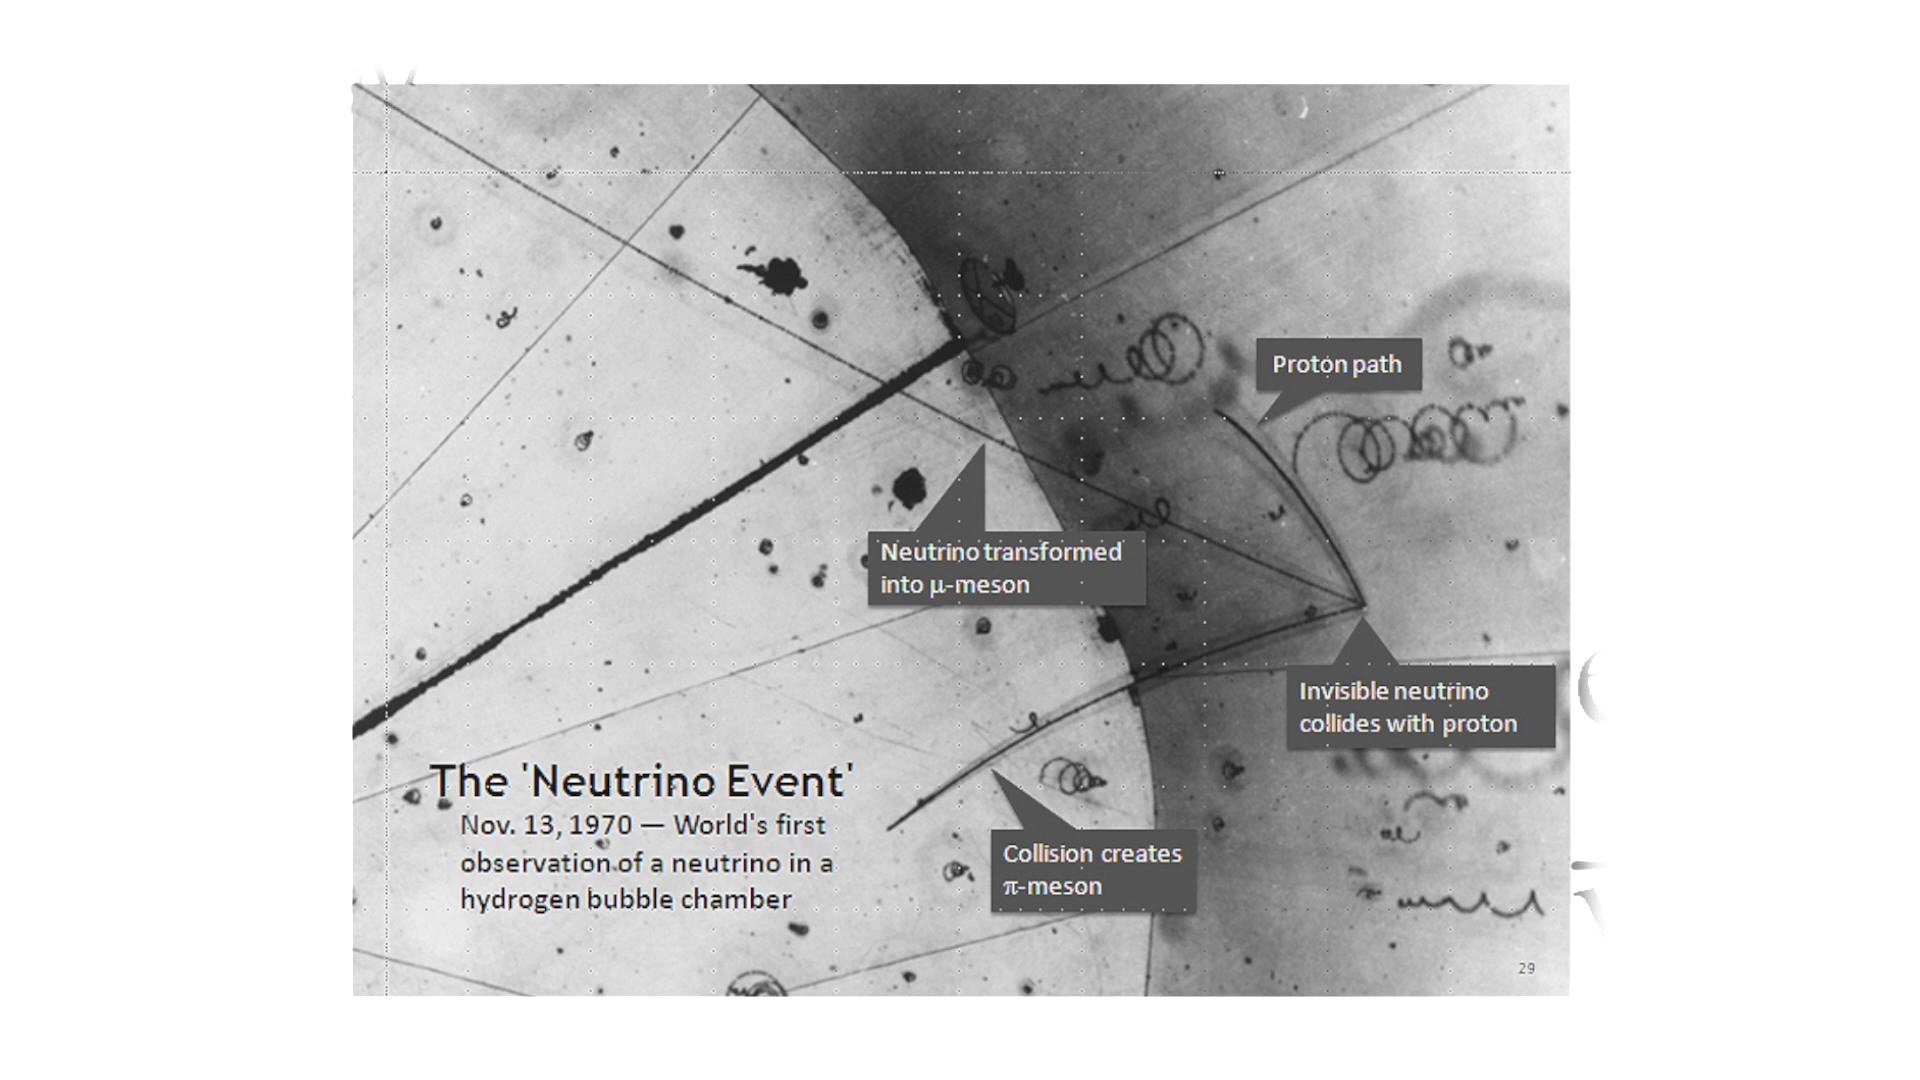 Proton path
Neutrino transformed
into μ-meson
Invisible neutrino
collides with proton
The 'Neutrino Event'
Nov. 13, 1970 — World's first
observation of a neutrino in a
hydrogen bubble chamber
Collision creates
π-meson
29